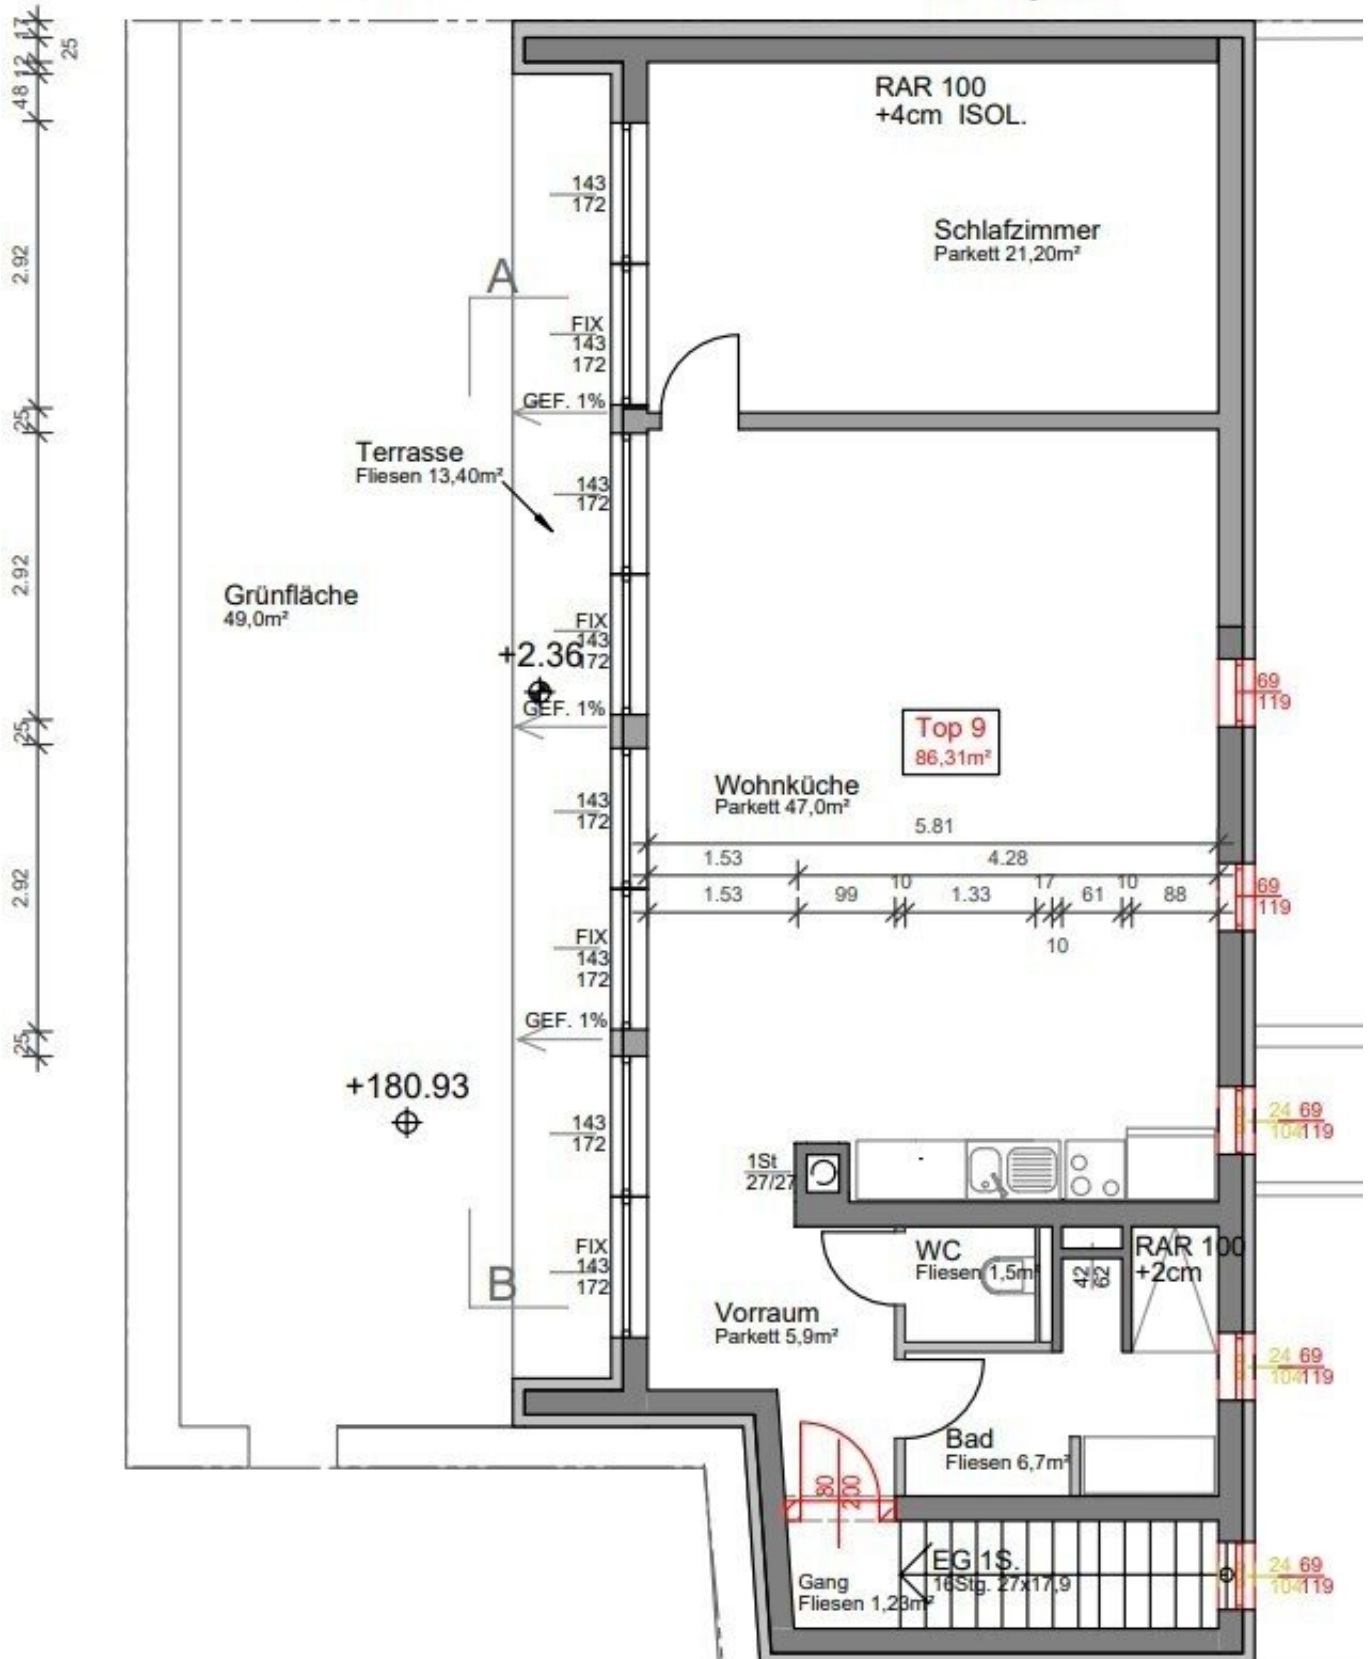 RAR 100
+4cm ISOL.
Schlafzimmer
Parkett 21,20m²
17
25
12
48
2.92
25
2.92
25
2.92
25
143
172
A
FIX
143
172
GEF. 1%
Terrasse
Fliesen 13,40m²
143
172
Grünfläche
49,0m²
FIX
143
172
+2.36
GEF. 1%
69
119
Top 9
86,31m²
Wohnküche
Parkett 47,0m²
143
172
5.81
1.53
4.28
1.53
99
10
1.33
17
61
10
88
10
69
119
FIX
143
172
GEF. 1%
+180.93
143
172
24 69
104 119
1St
27/27
WC
Fliesen 1,5m²
42
62
RAR 100
+2cm
FIX
143
172
B
Vorraum
Parkett 5,9m²
24 69
104 119
Bad
Fliesen 6,7m²
80
200
EG 1S.
16Stg. 27x17,9
Gang
Fliesen 1,23m²
24 69
104 119